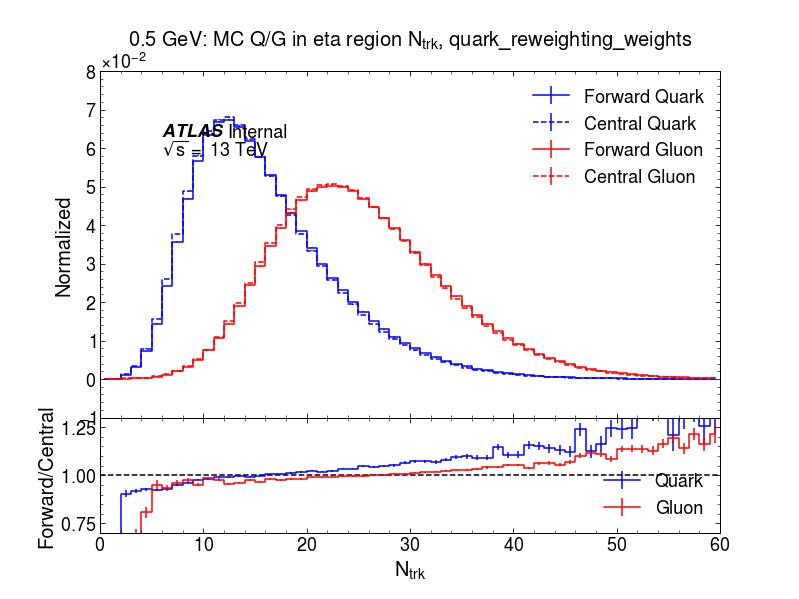 0.5 GeV: MC Q/G in eta region Ntrk, quark_reweighting_weights
×10−2
8
7
6
5
4
3
2
1
0
1
Normalized
ATLAS Internal
√s = 13 TeV
Forward Quark
Central Quark
Forward Gluon
Central Gluon
1.25
1.00
0.75
Forward/Central
Quark
Gluon
0 10 20 30 40 50 60
Ntrk